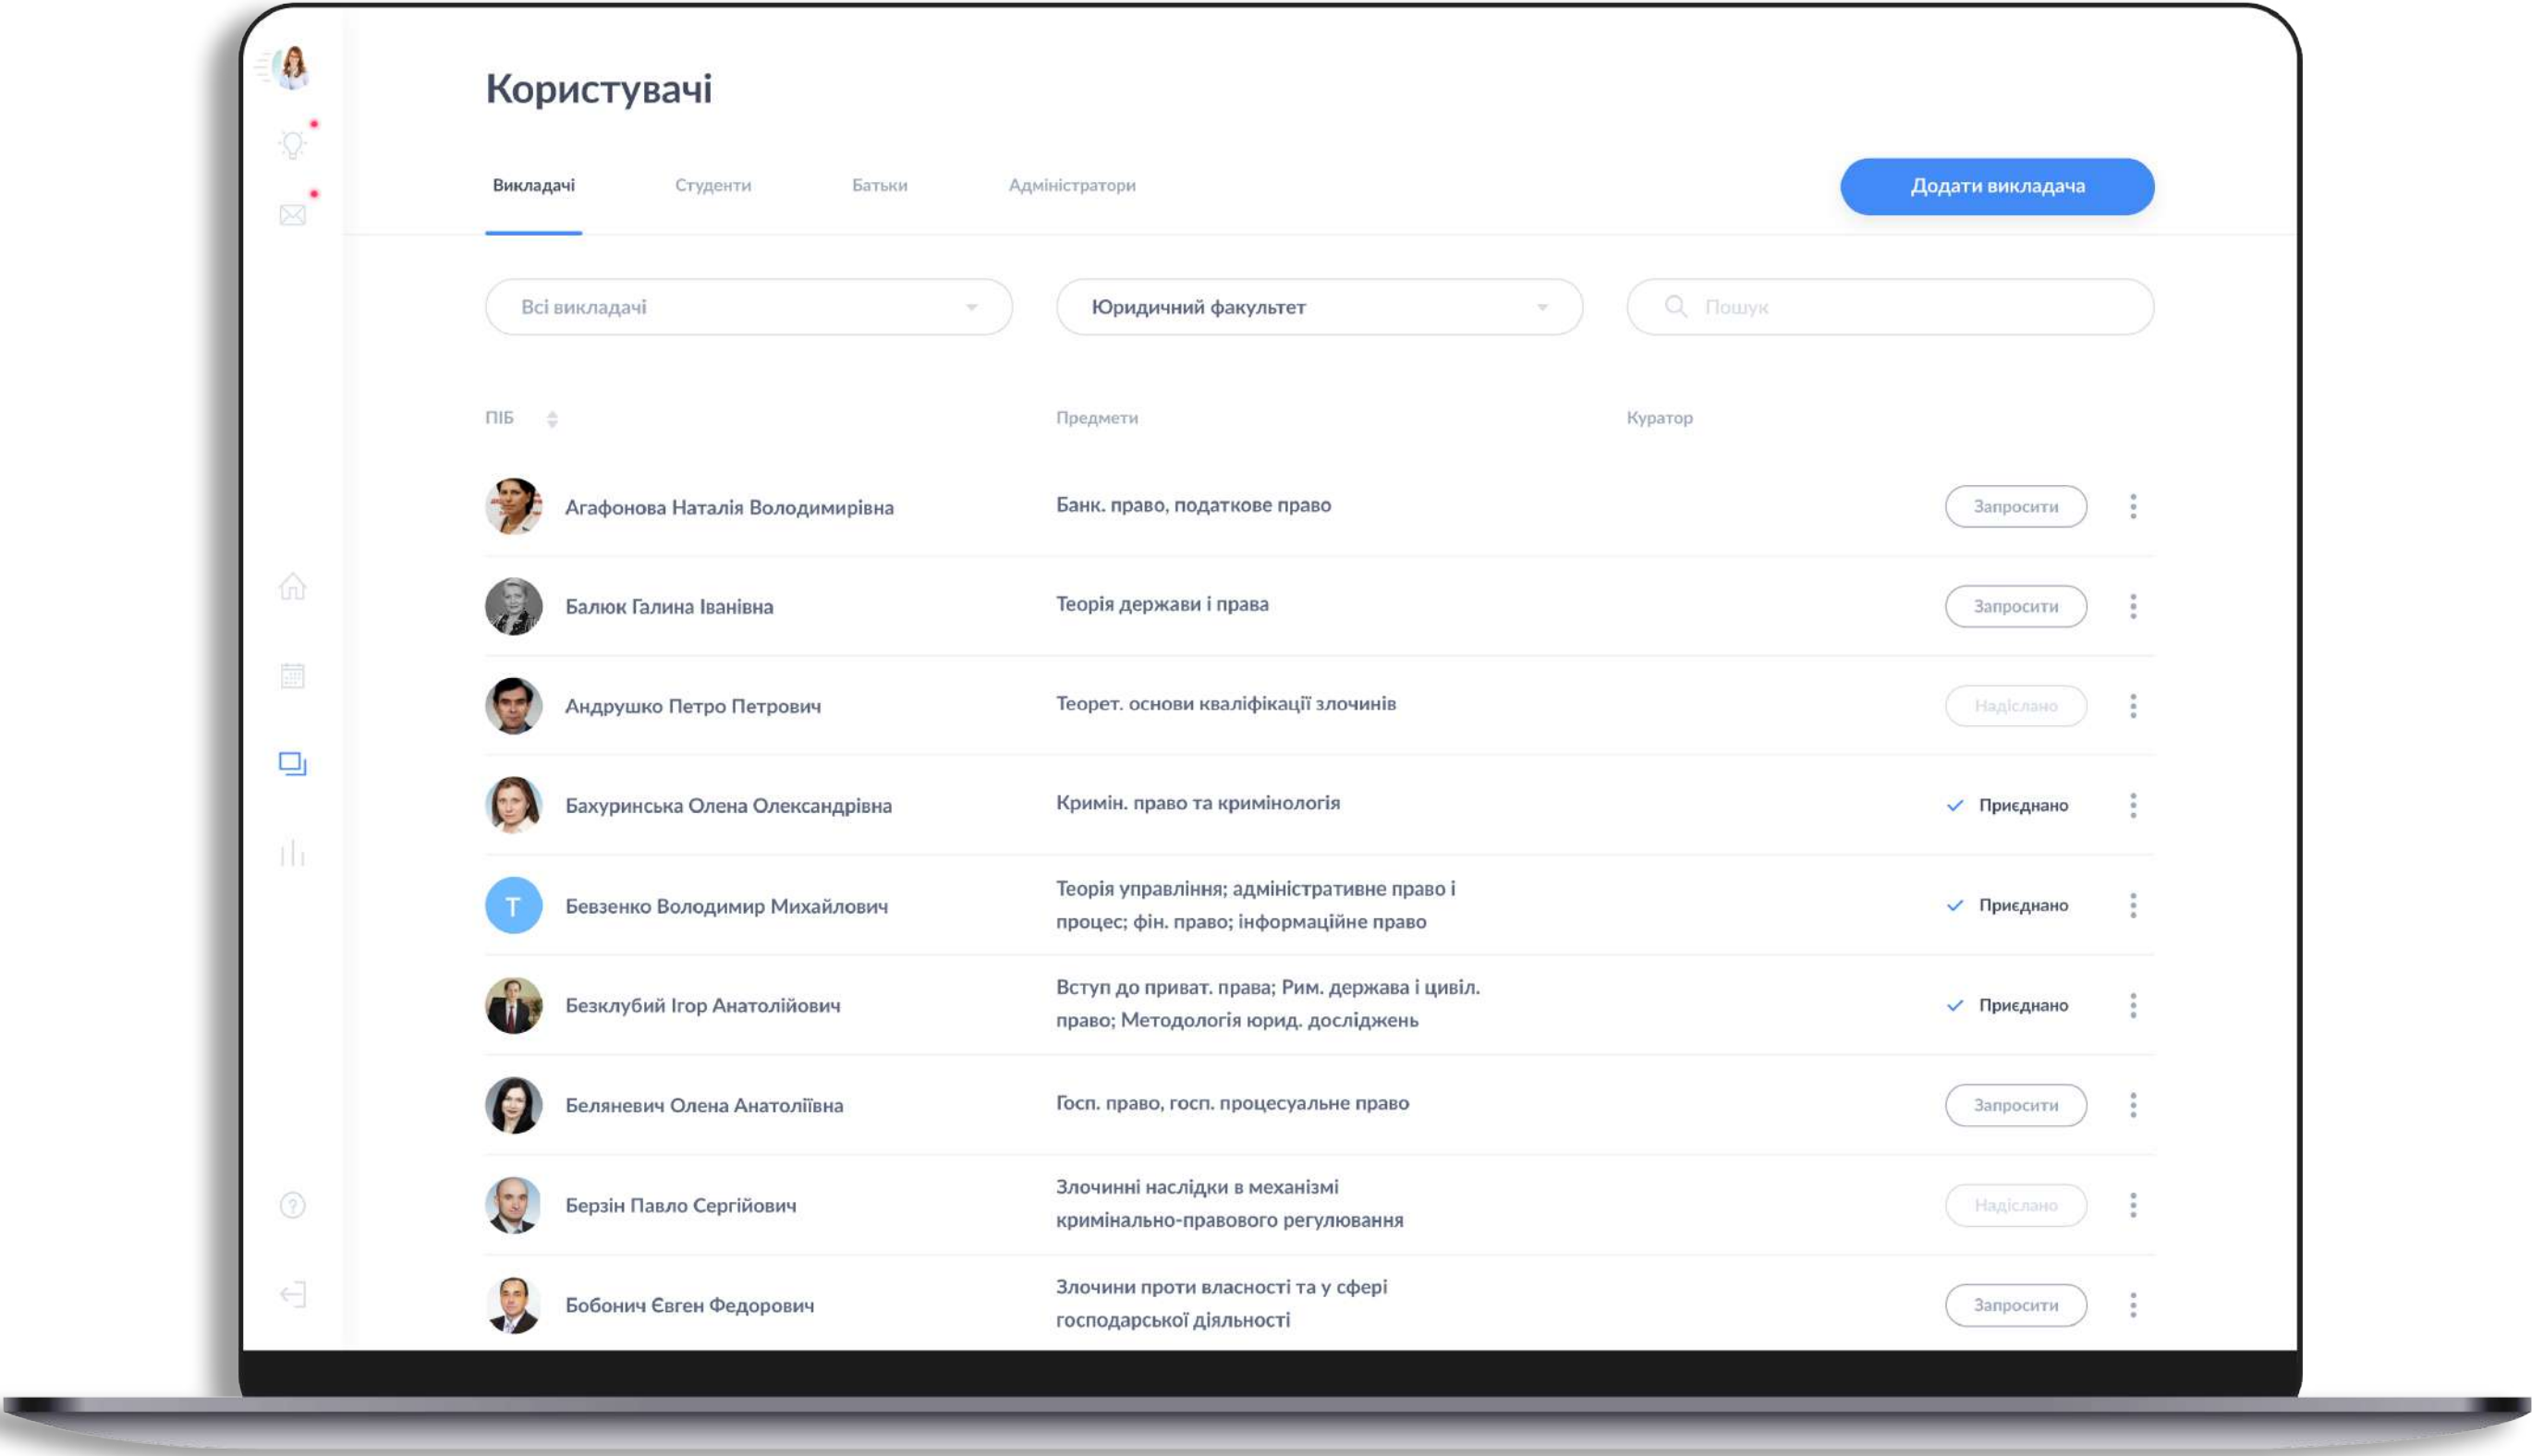 Користувачі
Викладачі Студенти Батьки Адміністратори Додати викладача
Всі викладачі Юридичний факультет Пошук
ПІБ Предмети Куратор
Агафонова Наталія Володимирівна Банк. право, податкове право Запросити
Балюк Галина Іванівна Теорія держави і права Запросити
Андрушко Петро Петрович Теорет. основи кваліфікації злочинів Надіслано
Бахуринська Олена Олександрівна Кримін. право та кримінологія Приєднано
Т Бевзенко Володимир Михайлович Теорія управління; адміністративне право і
процес; фін. право; інформаційне право Приєднано
Безклубий Ігор Анатолійович Вступ до приват. права; Рим. держава і цивіл.
право; Методологія юрид. досліджень Приєднано
Беляневич Олена Анатоліївна Госп. право, госп. процесуальне право Запросити
Берзін Павло Сергійович Злочинні наслідки в механізмі
кримінально-правового регулювання Надіслано
Бобонич Євген Федорович Злочини проти власності та у сфері
господарської діяльності Запросити